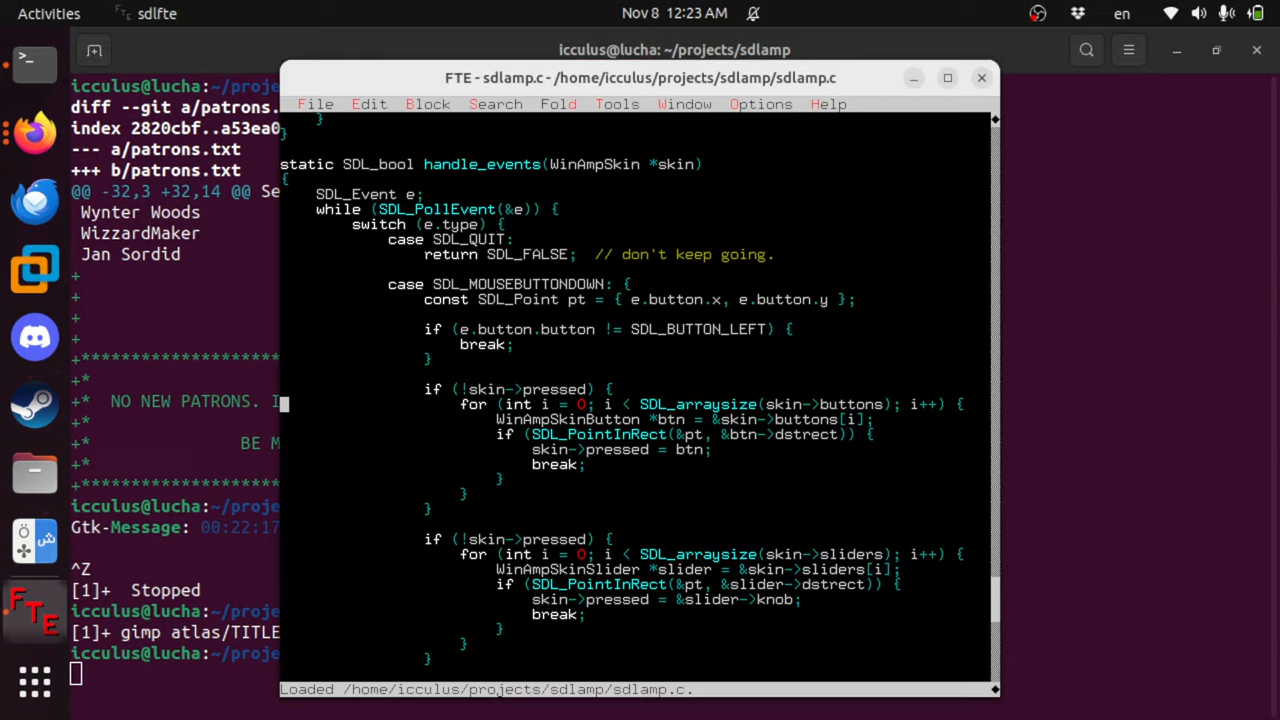 Activities
FTE sdlfte
Nov 8 12:23 AM
en
icculus@lucha: ~/projects/sdlamp
icculus@lucha:~/proje
diff --git a/patrons.
index 2820cbf..a53ea0
--- a/patrons.txt
+++ b/patrons.txt
@@ -32,3 +32,14 @@ Se
Wynter Woods
WizzardMaker
Jan Sordid
+
+
+
+
+****************************
+*
+*  NO NEW PATRONS. I
+*
+*                  BE M
+*
+****************************
icculus@lucha:~/proje
Gtk-Message: 00:22:17
^Z
[1]+  Stopped
icculus@lucha:~/proje
[1]+ gimp atlas/TITLE
icculus@lucha:~/proje
FTE
FTE - sdlamp.c - /home/icculus/projects/sdlamp/sdlamp.c
File Edit Block Search Fold Tools Window Options Help
    }
}
static SDL_bool handle_events(WinAmpSkin *skin)
{
    SDL_Event e;
    while (SDL_PollEvent(&e)) {
        switch (e.type) {
            case SDL_QUIT:
                return SDL_FALSE;  // don't keep going.
            case SDL_MOUSEBUTTONDOWN: {
                const SDL_Point pt = { e.button.x, e.button.y };
                if (e.button.button != SDL_BUTTON_LEFT) {
                    break;
                }
                if (!skin->pressed) {
                    for (int i = 0; i < SDL_arraysize(skin->buttons); i++) {
                        WinAmpSkinButton *btn = &skin->buttons[i];
                        if (SDL_PointInRect(&pt, &btn->dstrect)) {
                            skin->pressed = btn;
                            break;
                        }
                    }
                }
                if (!skin->pressed) {
                    for (int i = 0; i < SDL_arraysize(skin->sliders); i++) {
                        WinAmpSkinSlider *slider = &skin->sliders[i];
                        if (SDL_PointInRect(&pt, &slider->dstrect)) {
                            skin->pressed = &slider->knob;
                            break;
                        }
                    }
                }
Loaded /home/icculus/projects/sdlamp/sdlamp.c.